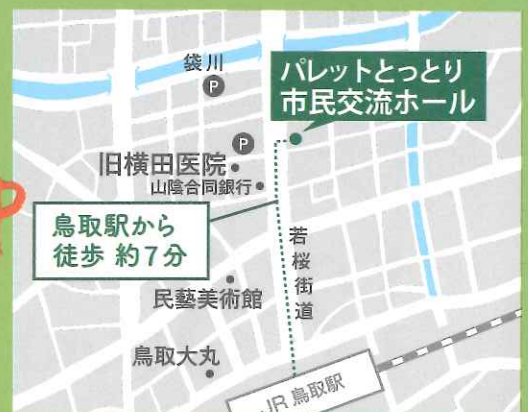 袋川
P
パレットとっとり
市民交流ホール
P
旧横田医院
山陰合同銀行
鳥取駅から
徒歩 約7分
若桜街道
民藝美術館
鳥取大丸
JR 鳥取駅